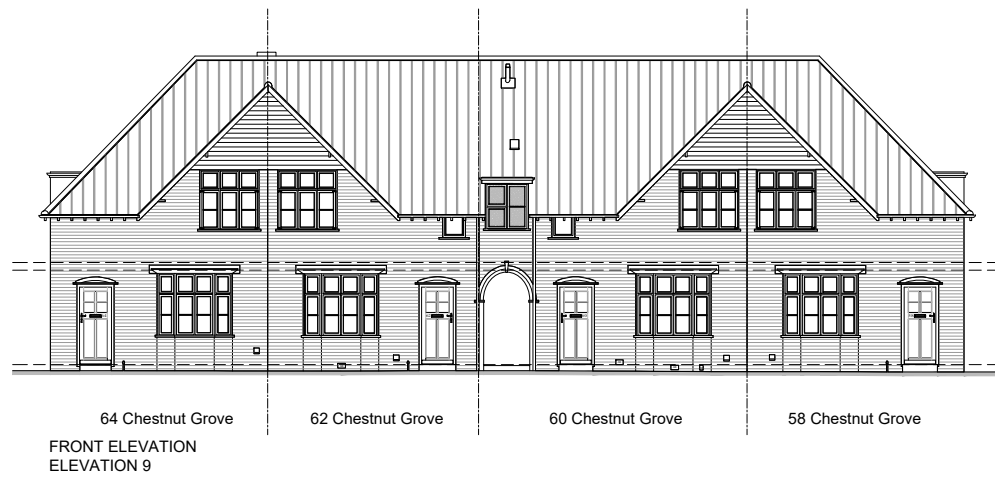 64 Chestnut Grove
62 Chestnut Grove
60 Chestnut Grove
58 Chestnut Grove
FRONT ELEVATION
ELEVATION 9